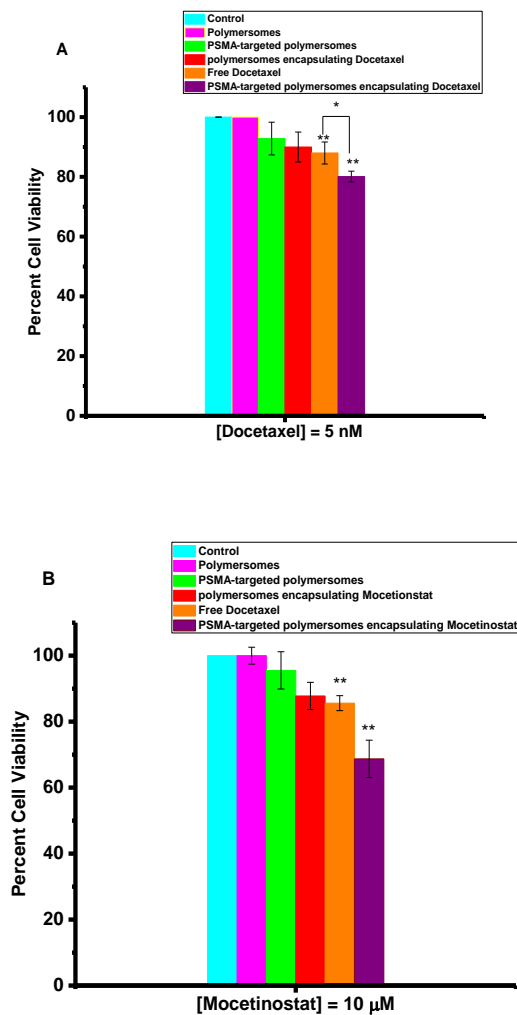 A
Control
Polymersomes
PSMA-targeted polymersomes
polymersomes encapsulating Docetaxel
Free Docetaxel
PSMA-targeted polymersomes encapsulating Docetaxel
*
**
**
100
80
60
40
20
0
Percent Cell Viability
[Docetaxel] = 5 nM
B
Control
Polymersomes
PSMA-targeted polymersomes
polymersomes encapsulating Mocetionstat
Free Docetaxel
PSMA-targeted polymersomes encapsulating Mocetinostat
**
**
100
80
60
40
20
0
Percent Cell Viability
[Mocetinostat] = 10 μM